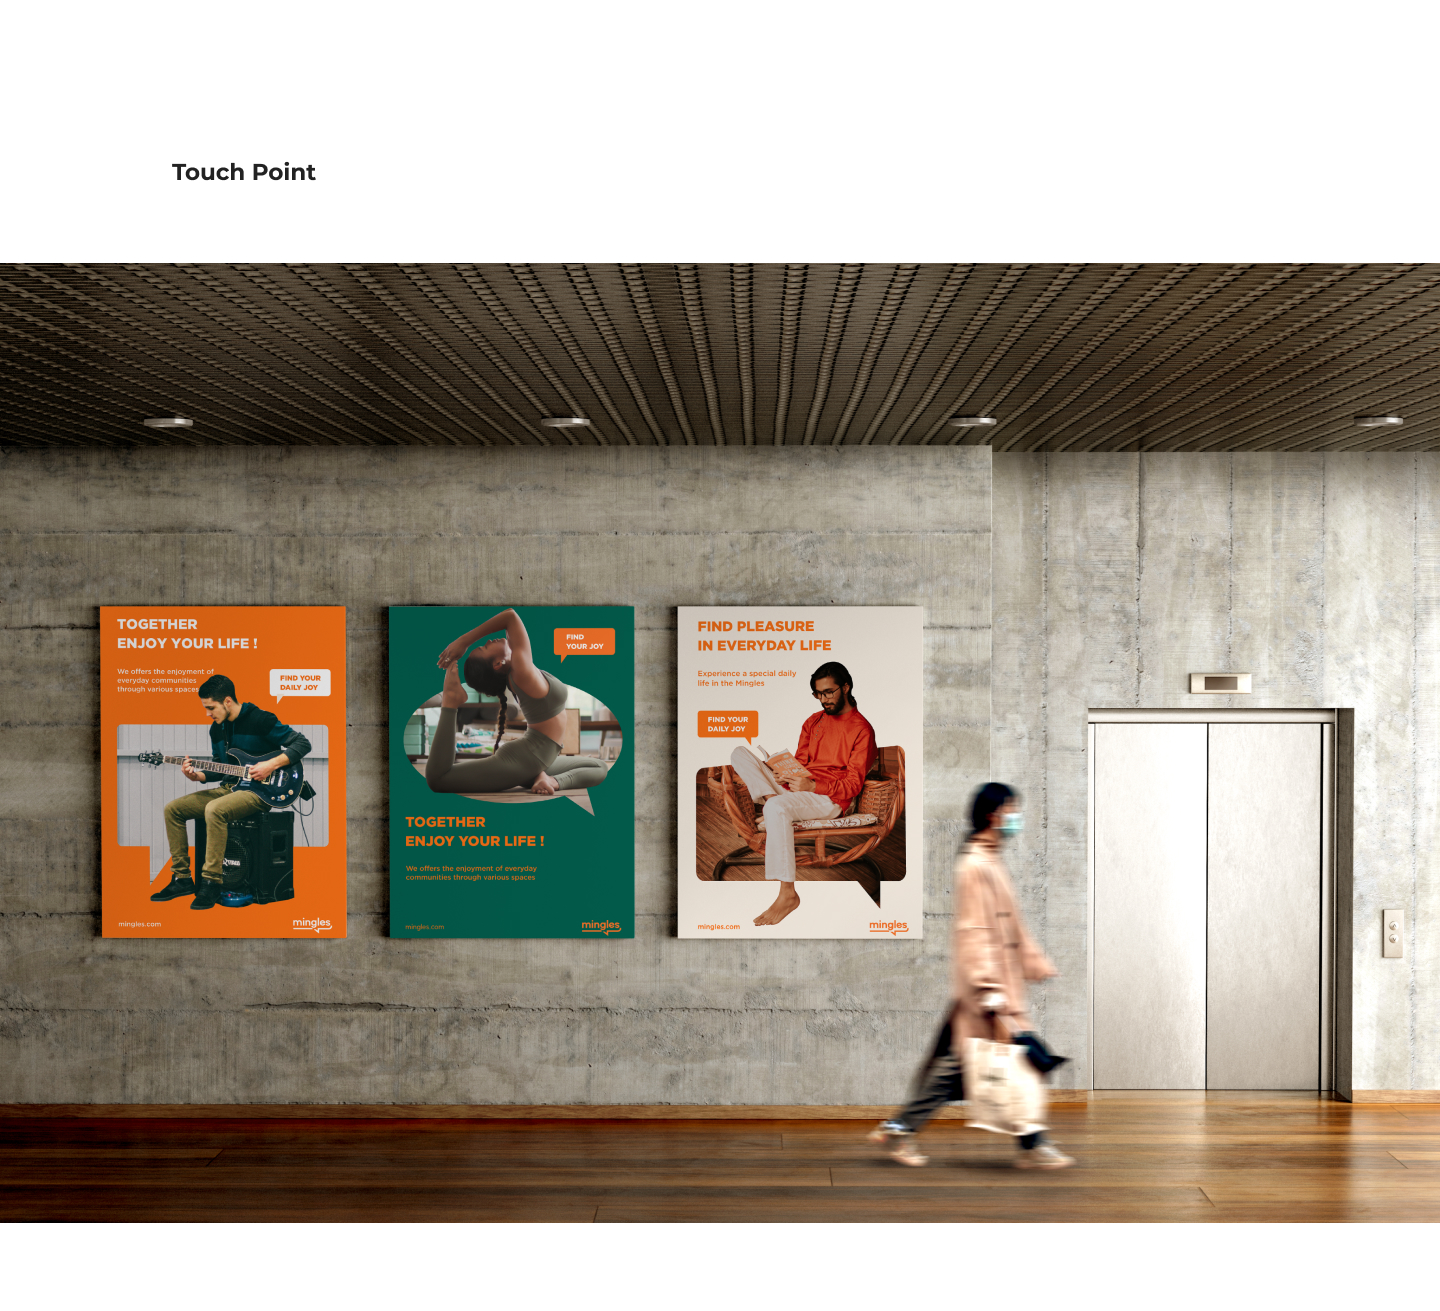 Touch Point
TOGETHER
ENJOY YOUR LIFE !
We offers the enjoyment of
everyday communities
through various spaces
FIND YOUR
DAILY JOY
mingles.com
mingles
FIND
YOUR JOY
TOGETHER
ENJOY YOUR LIFE !
We offers the enjoyment of everyday
communities through various spaces
mingles.com
mingles
FIND PLEASURE
IN EVERYDAY LIFE
Experience a special daily
life in the Mingles
FIND YOUR
DAILY JOY
mingles.com
mingles